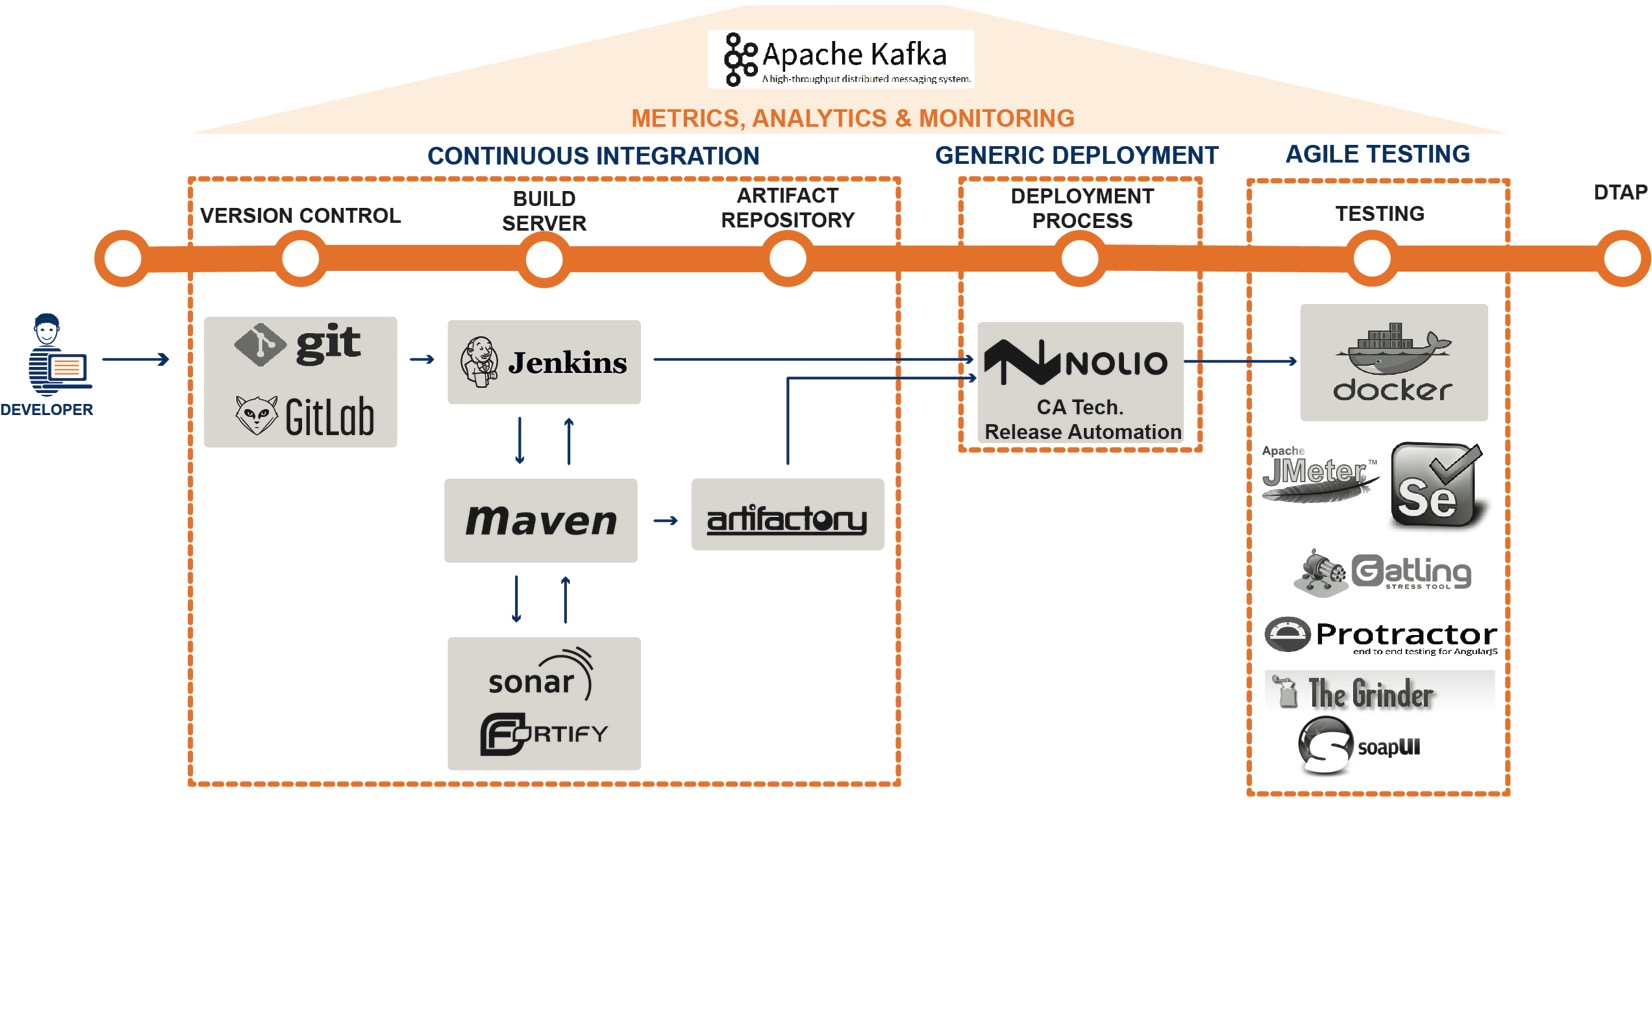 Apache Kafka
A high-throughput distributed messaging system.
METRICS, ANALYTICS & MONITORING
CONTINUOUS INTEGRATION
GENERIC DEPLOYMENT
AGILE TESTING
VERSION CONTROL
BUILD
SERVER
ARTIFACT
REPOSITORY
DEPLOYMENT
PROCESS
TESTING
DTAP
DEVELOPER
git
GitLab
Jenkins
maven
artifactory
sonar
FORTIFY
NOLIO
CA Tech.
Release Automation
docker
Apache
JMeter™
Se
Gatling
STRESS TOOL
Protractor
end to end testing for AngularJS
The Grinder
soapUI